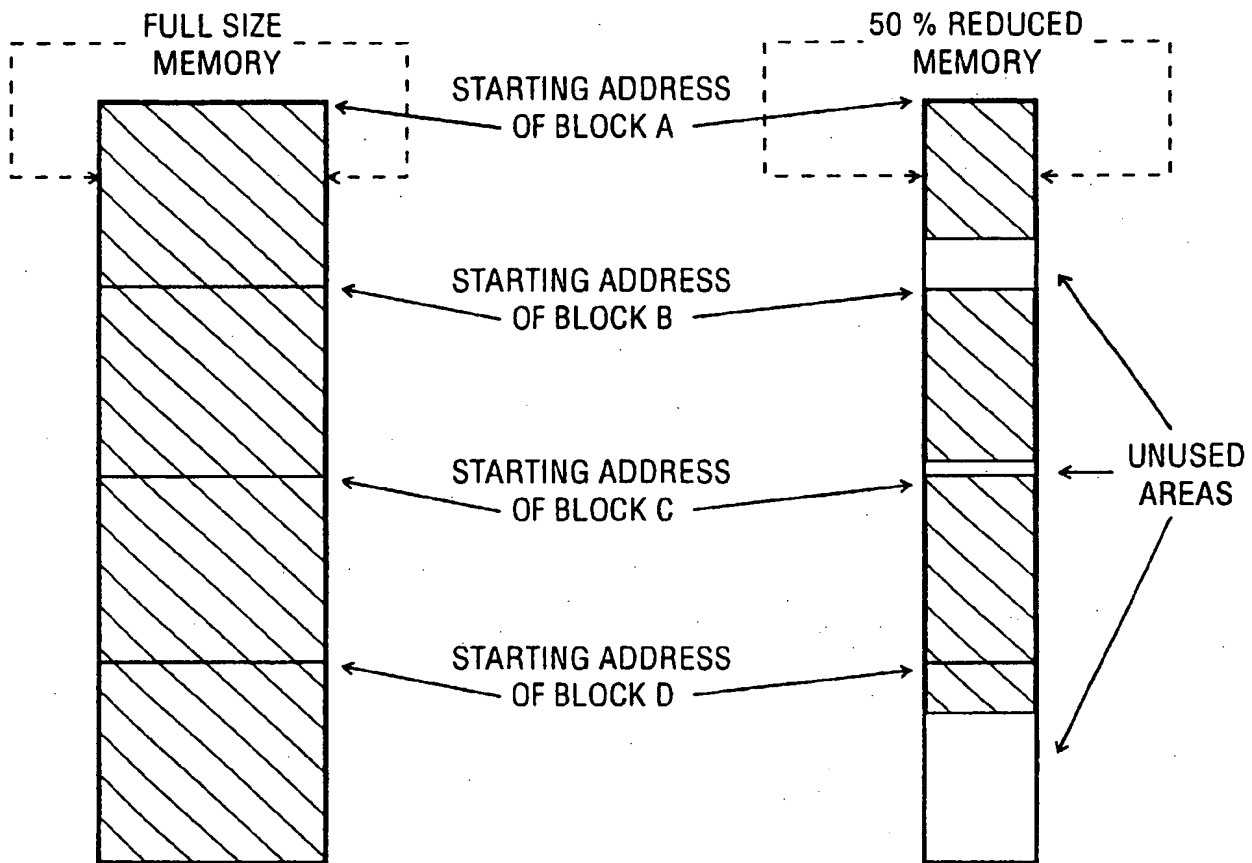 FULL SIZE
MEMORY
50 % REDUCED
MEMORY
STARTING ADDRESS
OF BLOCK A
STARTING ADDRESS
OF BLOCK B
STARTING ADDRESS
OF BLOCK C
UNUSED
AREAS
STARTING ADDRESS
OF BLOCK D